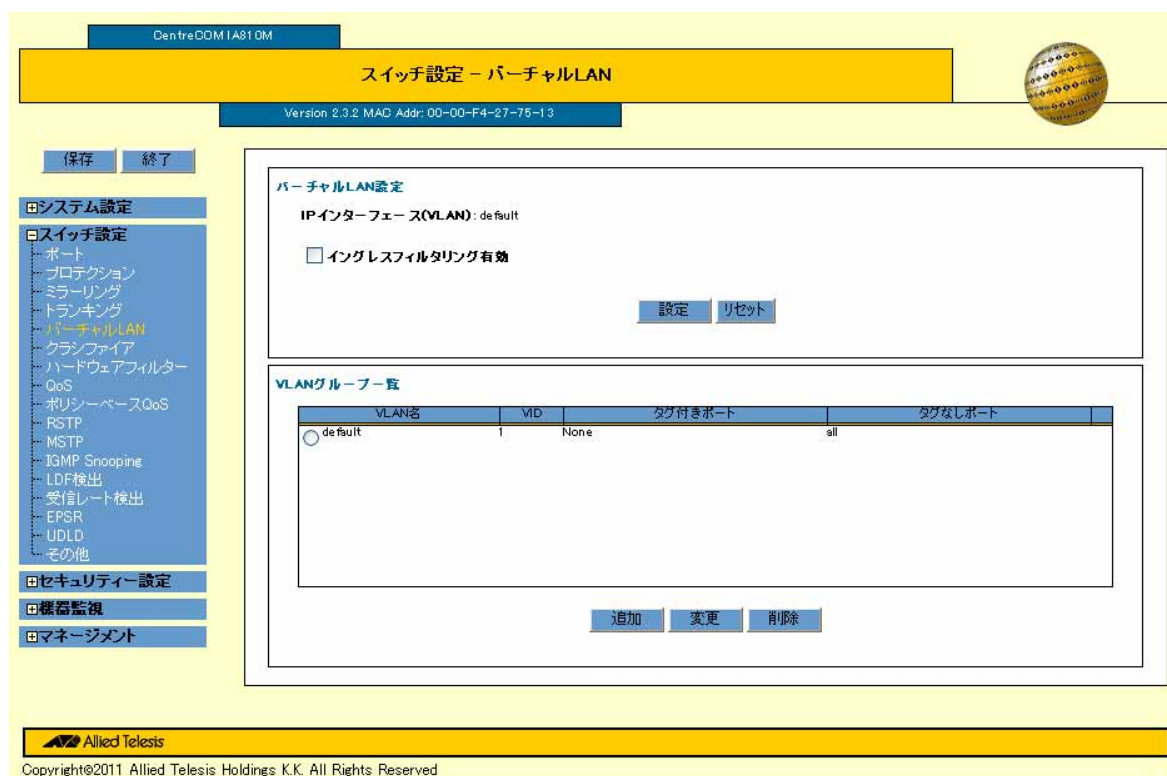 CentreCOM IA810M
スイッチ設定 - バーチャルLAN
Version 2.3.2 MAC Addr: 00-00-F4-27-75-13
保存 終了
システム設定
スイッチ設定
ポート
プロテクション
ミラーリング
トランキング
バーチャルLAN
クラシファイア
ハードウェアフィルター
QoS
ポリシーベースQoS
RSTP
MSTP
IGMP Snooping
LDF検出
受信レート検出
EPSR
UDLD
その他
セキュリティー設定
機器監視
マネージメント
バーチャルLAN設定
IPインターフェース(VLAN): default
イングレスフィルタリング有効
設定 リセット
VLANグループ一覧
VLAN名 VID タグ付きポート タグなしポート
default 1 None all
追加 変更 削除
Allied Telesis
Copyright©2011 Allied Telesis Holdings K.K. All Rights Reserved